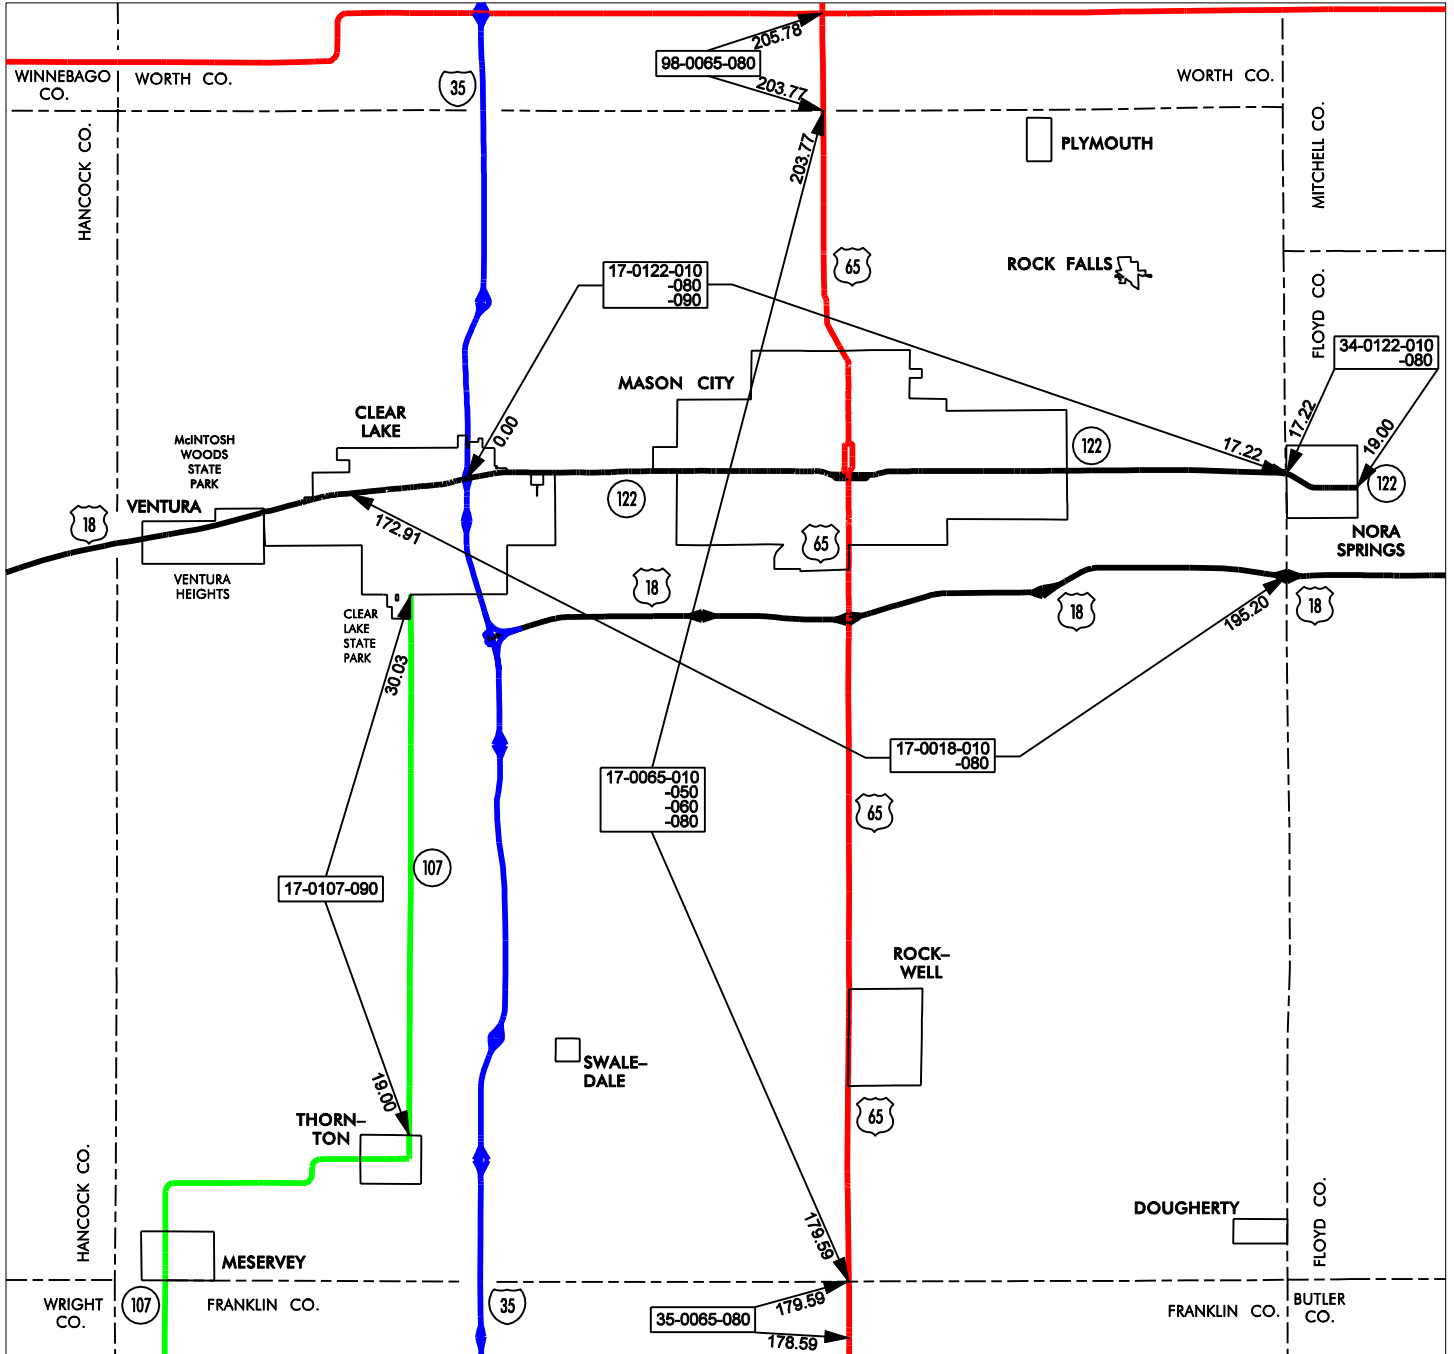 205.78
98-0065-080
203.77
WINNEBAGO
CO.
WORTH CO.
35
WORTH CO.
HANCOCK CO.
MITCHELL CO.
PLYMOUTH
203.77
65
ROCK FALLS
17-0122-010
-080
-090
FLOYD CO.
34-0122-010
-080
MASON CITY
CLEAR
LAKE
0.00
17.22
19.00
McINTOSH
WOODS
STATE
PARK
122
17.22
122
VENTURA
18
172.91
122
65
NORA
SPRINGS
VENTURA
HEIGHTS
18
18
195.20
18
CLEAR
LAKE
STATE
PARK
30.03
17-0018-010
-080
17-0065-010
-050
-060
-080
65
107
17-0107-090
ROCK-
WELL
SWALE-
DALE
19.00
THORN-
TON
65
HANCOCK CO.
FLOYD CO.
DOUGHERTY
179.59
MESERVEY
WRIGHT
CO.
107
FRANKLIN CO.
35
35-0065-080
179.59
178.59
FRANKLIN CO.
BUTLER
CO.